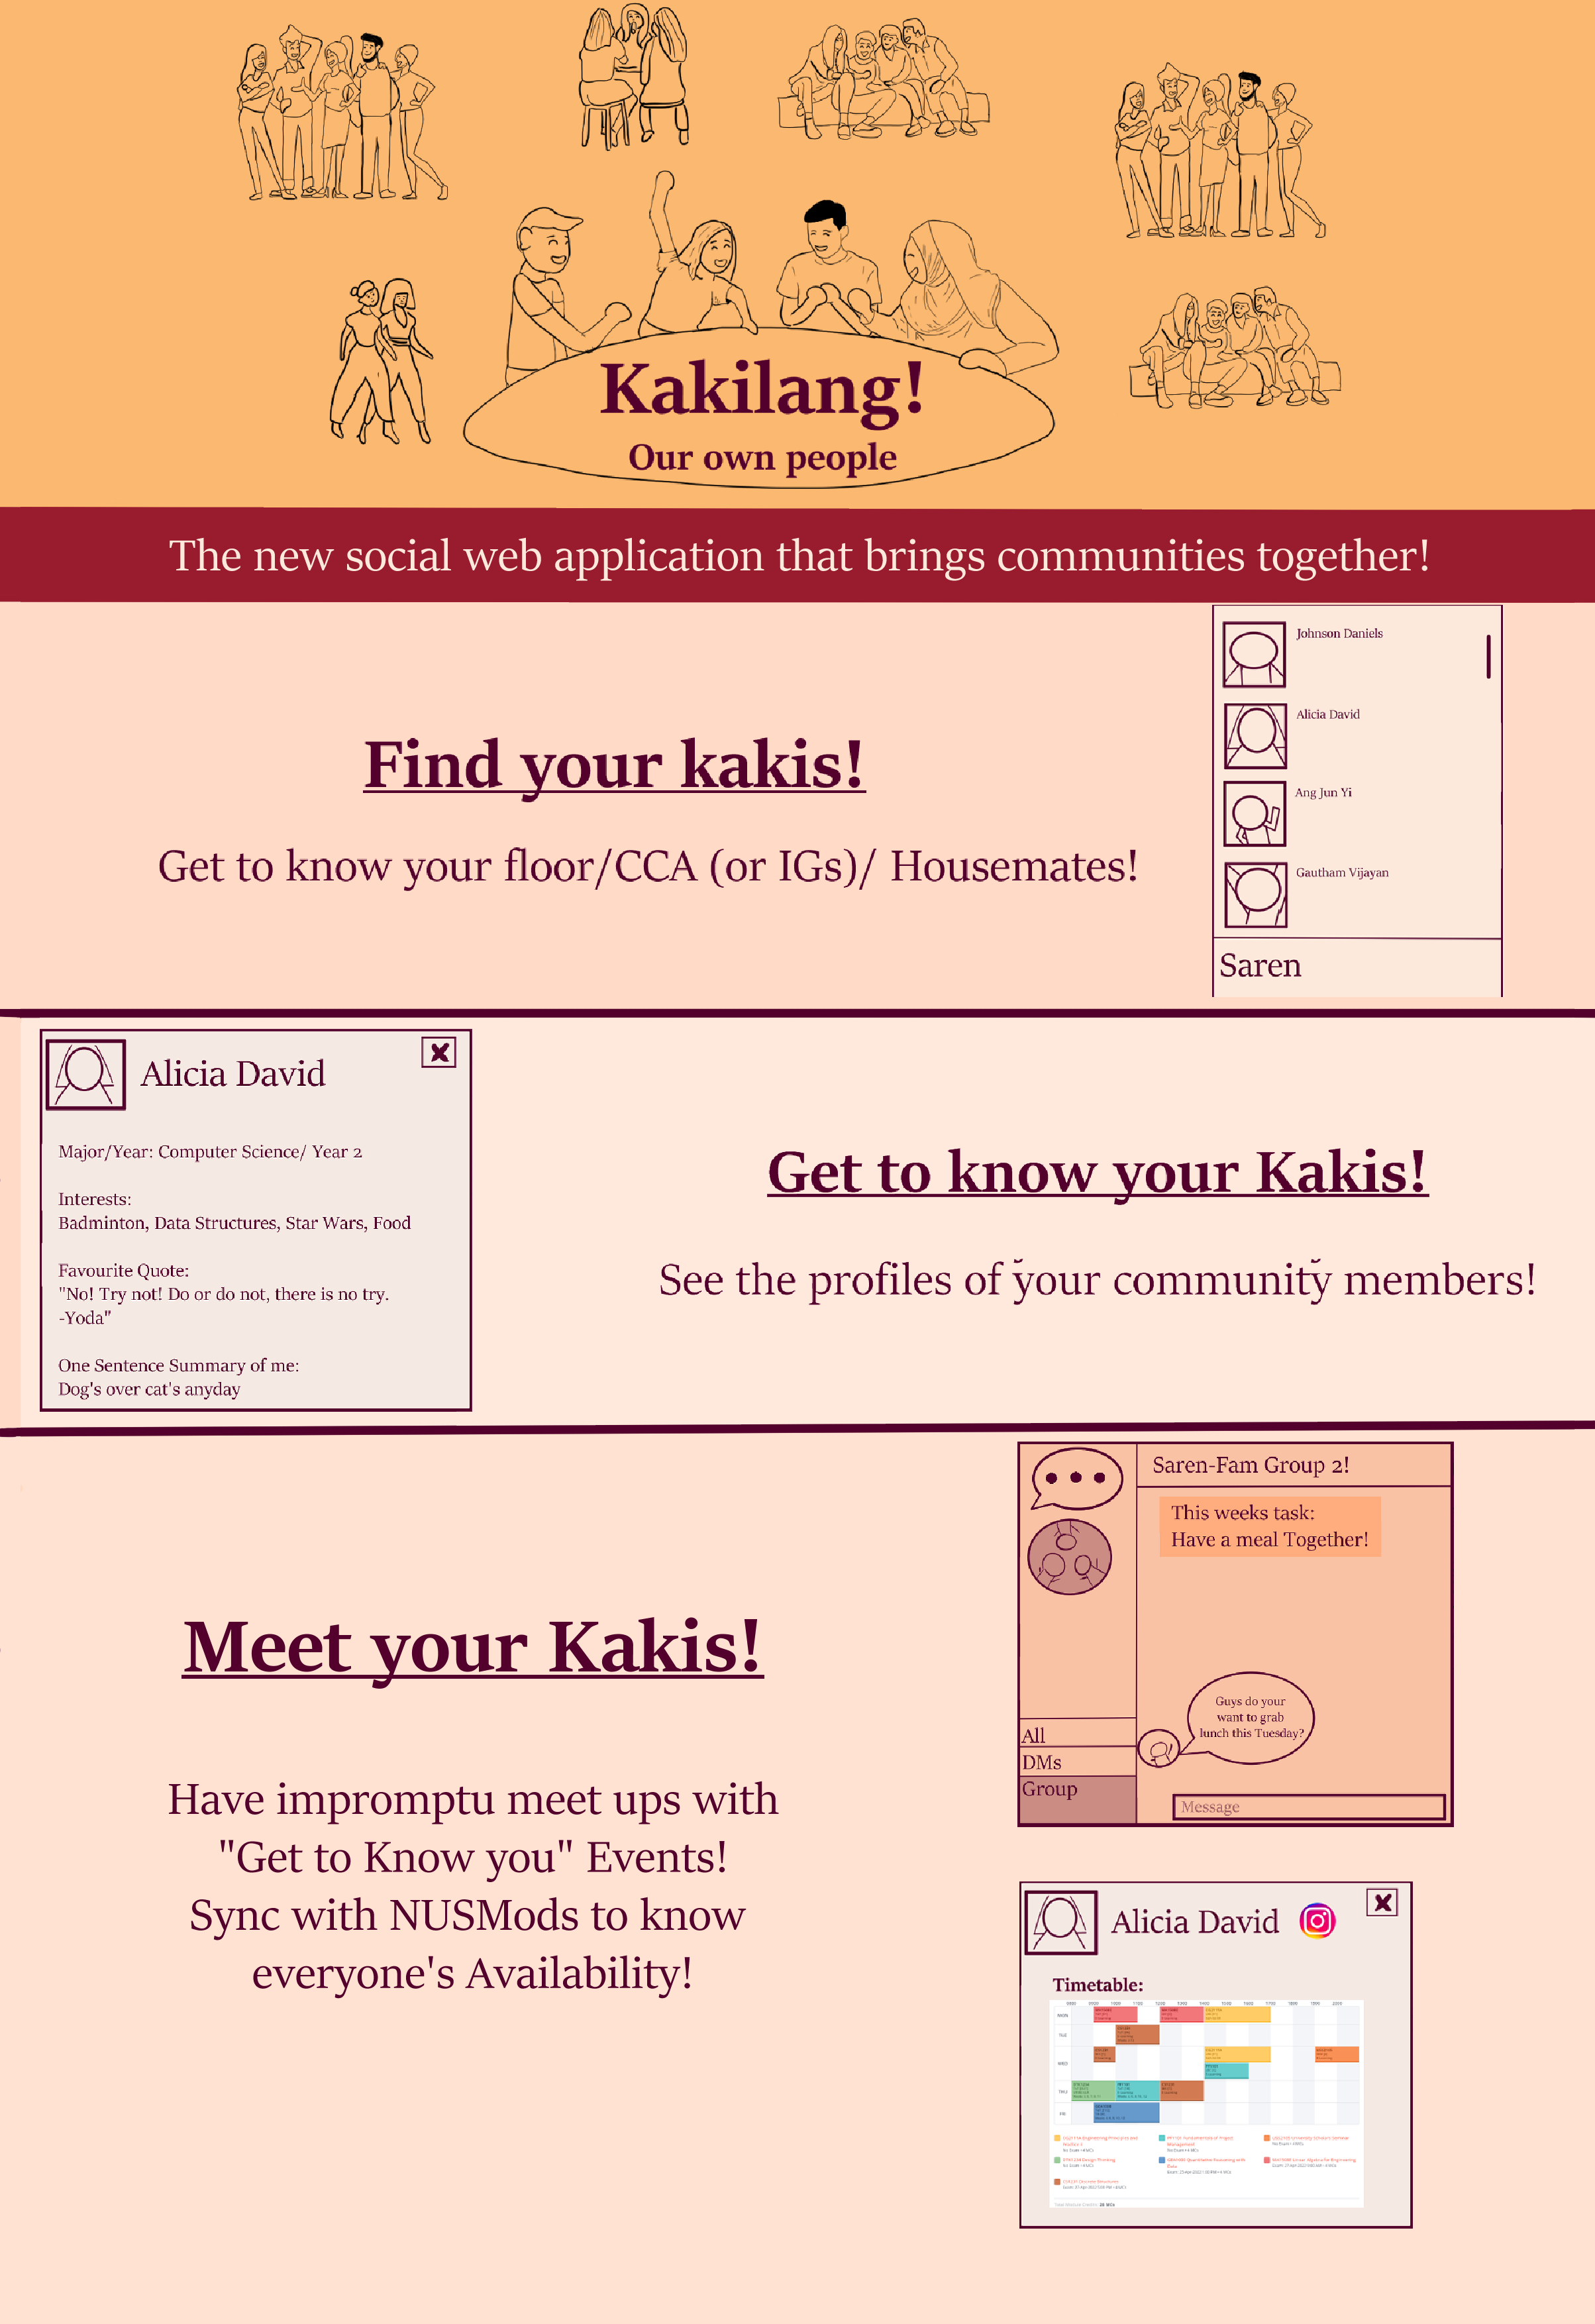 Kakilang!
Our own people
The new social web application that brings communities together!
Find your kakis!
Get to know your floor/CCA (or IGs)/ Housemates!
Johnson Daniels
Alicia David
Ang Jun Yi
Gautham Vijayan
Saren
Alicia David
Major/Year: Computer Science/ Year 2
Interests:
Badminton, Data Structures, Star Wars, Food
Favourite Quote:
"No! Try not! Do or do not, there is no try.
-Yoda"
One Sentence Summary of me:
Dog's over cat's anyday
Get to know your Kakis!
See the profiles of your community members!
Meet your Kakis!
Have impromptu meet ups with
"Get to Know you" Events!
Sync with NUSMods to know
everyone's Availability!
Saren-Fam Group 2!
This weeks task:
Have a meal Together!
Guys do your
want to grab
lunch this Tuesday?
All
DMs
Group
Message
Alicia David
Timetable:
MON
TUE
WED
THU
FRI